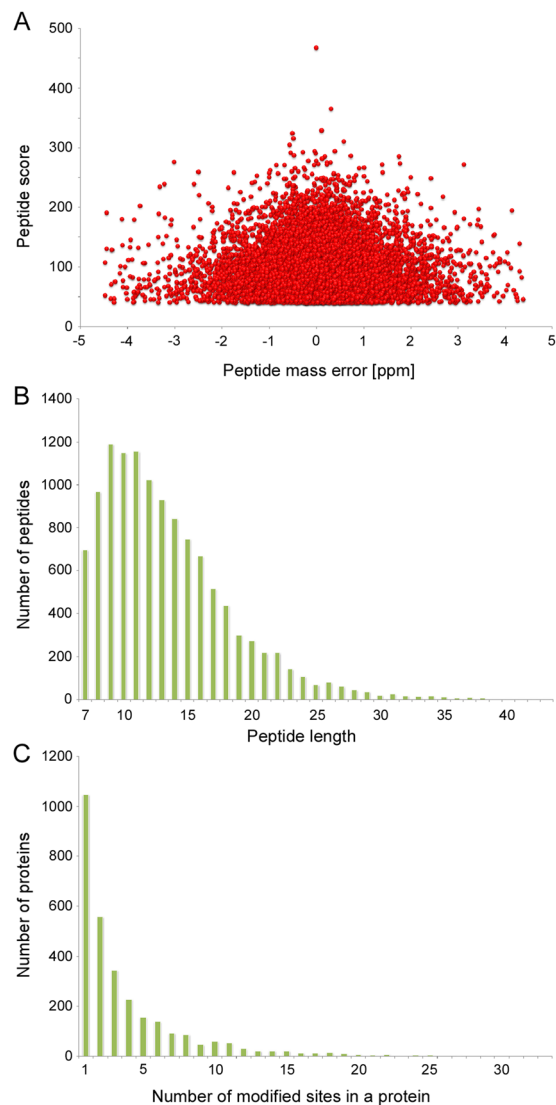 A
500
400
300
200
100
0
Peptide score
-5 -4 -3 -2 -1 0 1 2 3 4 5
Peptide mass error [ppm]
B
1400
1200
1000
800
600
400
200
0
Number of peptides
7 10 15 20 25 30 35 40
Peptide length
C
1200
1000
800
600
400
200
0
Number of proteins
1 5 10 15 20 25 30
Number of modified sites in a protein